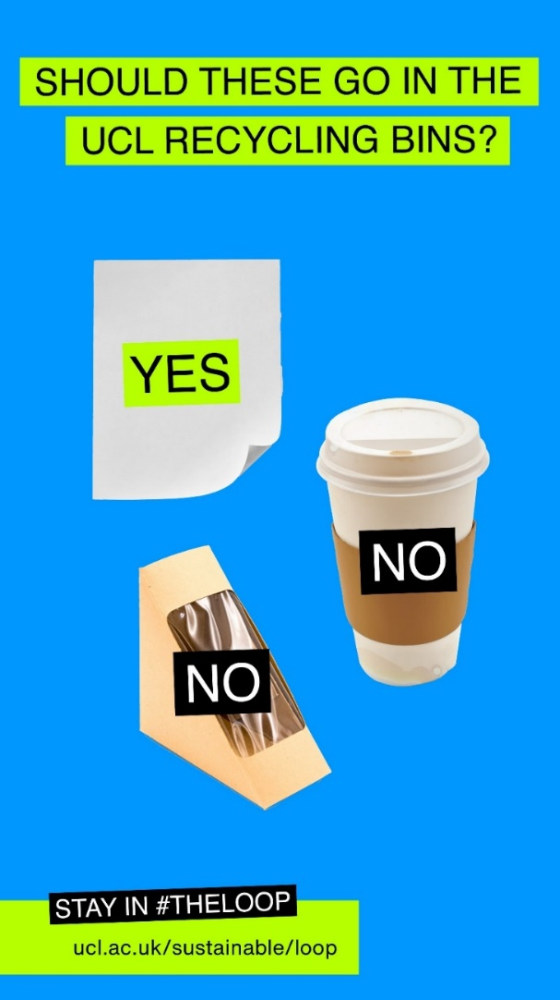 SHOULD THESE GO IN THE
UCL RECYCLING BINS?
YES
NO
NO
STAY IN #THELOOP
ucl.ac.uk/sustainable/loop